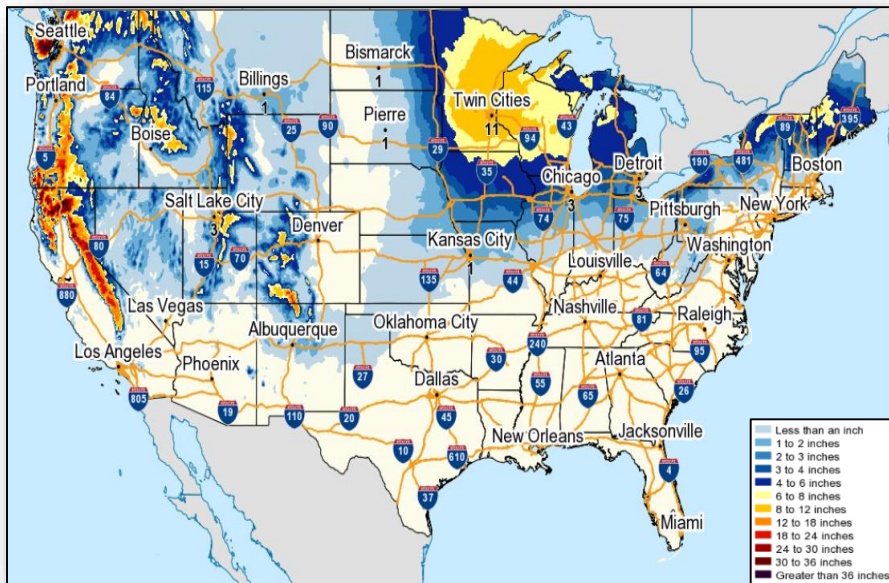 Seattle
Bismarck
1
Portland
115
Billings
1
Twin Cities
11
84
Pierre
1
25
90
94
43
89
395
Boise
29
5
35
190
481
Boston
Chicago
3
Detroit
3
Salt Lake City
3
74
75
Pittsburgh
New York
80
Denver
Kansas City
1
Washington
15
70
Louisville
64
880
135
44
Las Vegas
Nashville
81
Raleigh
Albuquerque
Oklahoma City
Los Angeles
240
95
Phoenix
30
Atlanta
27
Dallas
55
65
26
805
19
110
20
45
New Orleans
Jacksonville
10
610
4
37
Miami
Less than an inch
1 to 2 inches
2 to 3 inches
3 to 4 inches
4 to 6 inches
6 to 8 inches
8 to 12 inches
12 to 18 inches
18 to 24 inches
24 to 30 inches
30 to 36 inches
Greater than 36 inches